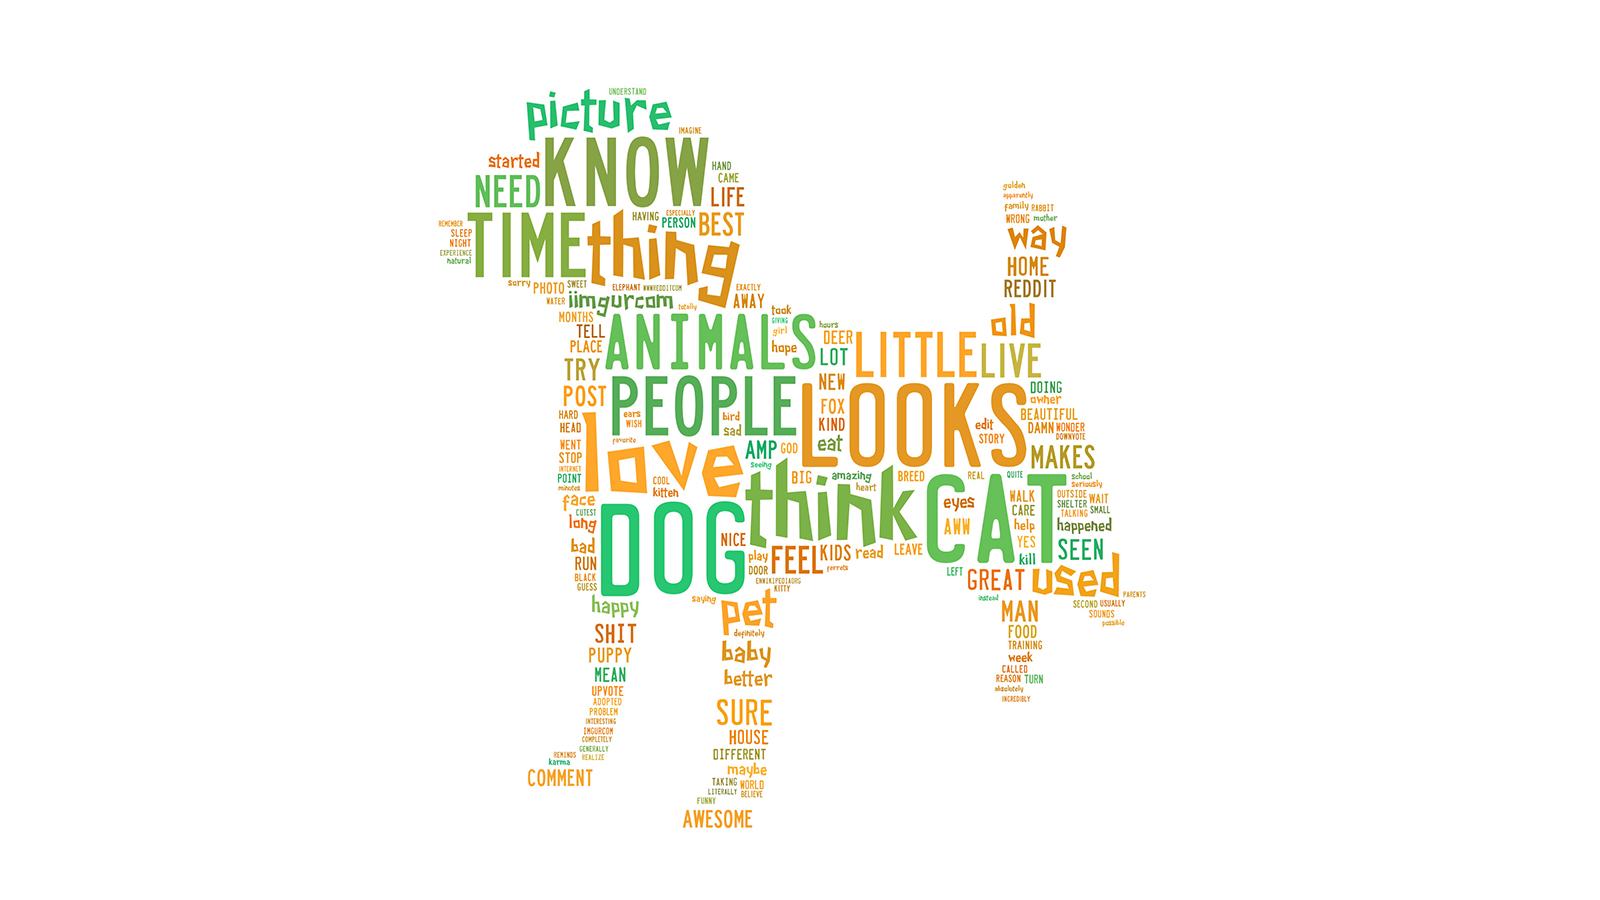 UNDERSTAND
picture
IMAGINE
started
KNOW
HAND
CAME
NEED
LIFE
golden
apparently
family RABBIT
WRONG mother
REMEMBER
SLEEP
NIGHT
EXPERIENCE
natural
TIME
thing
HAVING
ESPECIALLY
PERSON
BEST
way
HOME
REDDIT
sorry
PHOTO
SWEET
ELEPHANT
WWWREDDITCOM
EXACTLY
WATER
iimgurcom
totally
AWAY
MONTHS
TELL
PLACE
ANIMALS
took
GIVING
girl
hope
hours
DEER
LOT
LITTLE
old
LIVE
TRY
POST
PEOPLE
NEW
FOX
KIND
LOOKS
DOING
owner
BEAUTIFUL
DAMN WONDER
DOWNVOTE
HARD
HEAD
ears
WISH
favorite
bird
sad
edit
STORY
WENT
STOP
INTERNET
POINT
minutes
love
AMP
GOD
eat
Seeing
MAKES
face
CUTEST
long
COOL
kitten
BIG
amazing
heart
BREED
REAL
QUITE
school
seriously
think
eyes
AWW
CAT
WALK
CARE
help
YES
kill
OUTSIDE
SHELTER
TALKING
WAIT
SMALL
happened
SEEN
bad
RUN
BLACK
GUESS
DOG
NICE
play
DOOR
FEEL
KIDS
read
LEAVE
ferrets
ENWIKIPEDIAORG
KITTY
LEFT
GREAT
used
PARENTS
happy
saying
pet
definitely
instead
MAN
SECOND USUALLY
SOUNDS
possible
SHIT
PUPPY
MEAN
UPVOTE
ADOPTED
PROBLEM
INTERESTING
IMGURCOM
COMPLETELY
GENERALLY
REALIZE
REMINDS
karma
COMMENT
baby
better
SURE
HOUSE
DIFFERENT
maybe
TAKING
WORLD
LITERALLY
BELIEVE
FUNNY
AWESOME
FOOD
TRAINING
week
CALLED
REASON TURN
absolutely
INCREDIBLY